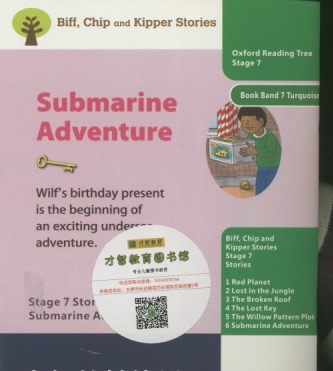 Biff, Chip and Kipper Stories
Oxford Reading Tree
Stage 7
Book Band 7 Turquoise
Submarine
Adventure
Wilf's birthday present
is the beginning of
an exciting undersea
adventure.
才智教育图书馆
Biff, Chip and
Kipper Stories
Stage 7
Stories
1 Red Planet
2 Lost in the Jungle
3 The Broken Roof
4 The Lost Key
5 The Willow Pattern Plot
6 Submarine Adventure
Stage 7
Submarine